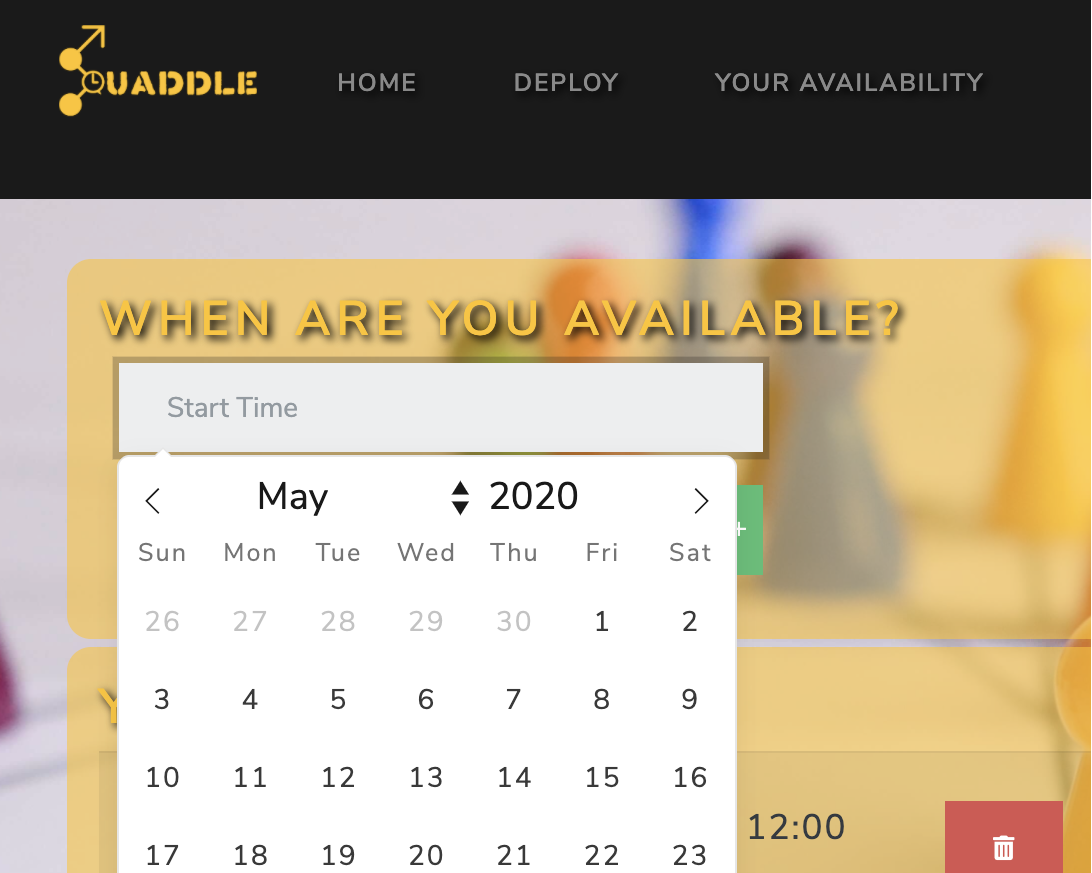 QUADDLE
HOME DEPLOY YOUR AVAILABILITY
WHEN ARE YOU AVAILABLE?
Start Time
May 2020
+
Sun Mon Tue Wed Thu Fri Sat
26 27 28 29 30 1 2
3 4 5 6 7 8 9
Y
10 11 12 13 14 15 16
12:00
17 18 19 20 21 22 23